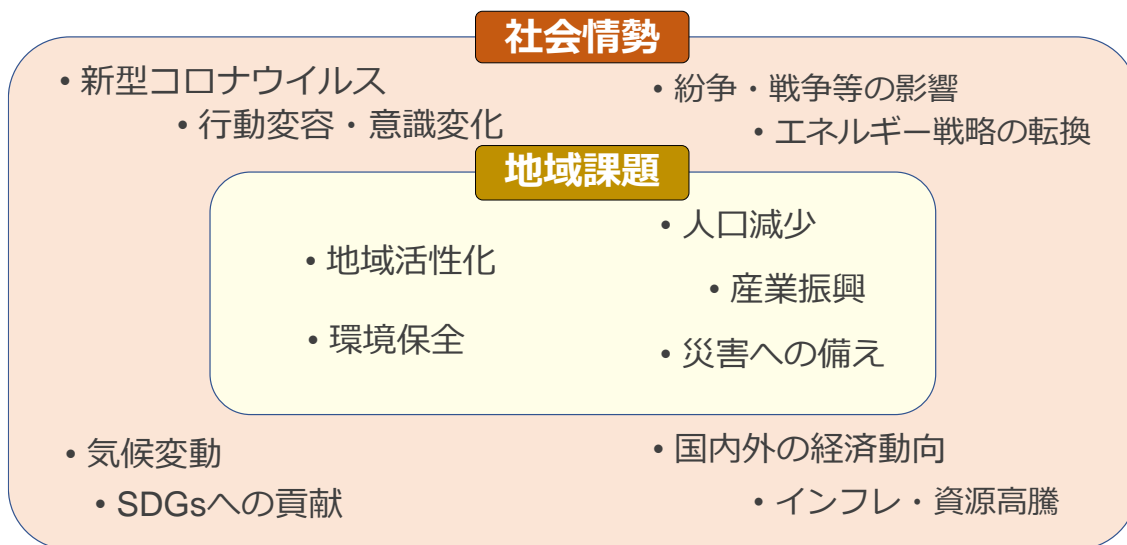 社会情勢
• 新型コロナウイルス
• 行動変容・意識変化
• 紛争・戦争等の影響
• エネルギー戦略の転換
地域課題
• 地域活性化
• 環境保全
• 人口減少
• 産業振興
• 災害への備え
• 気候変動
• SDGsへの貢献
• 国内外の経済動向
• インフレ・資源高騰